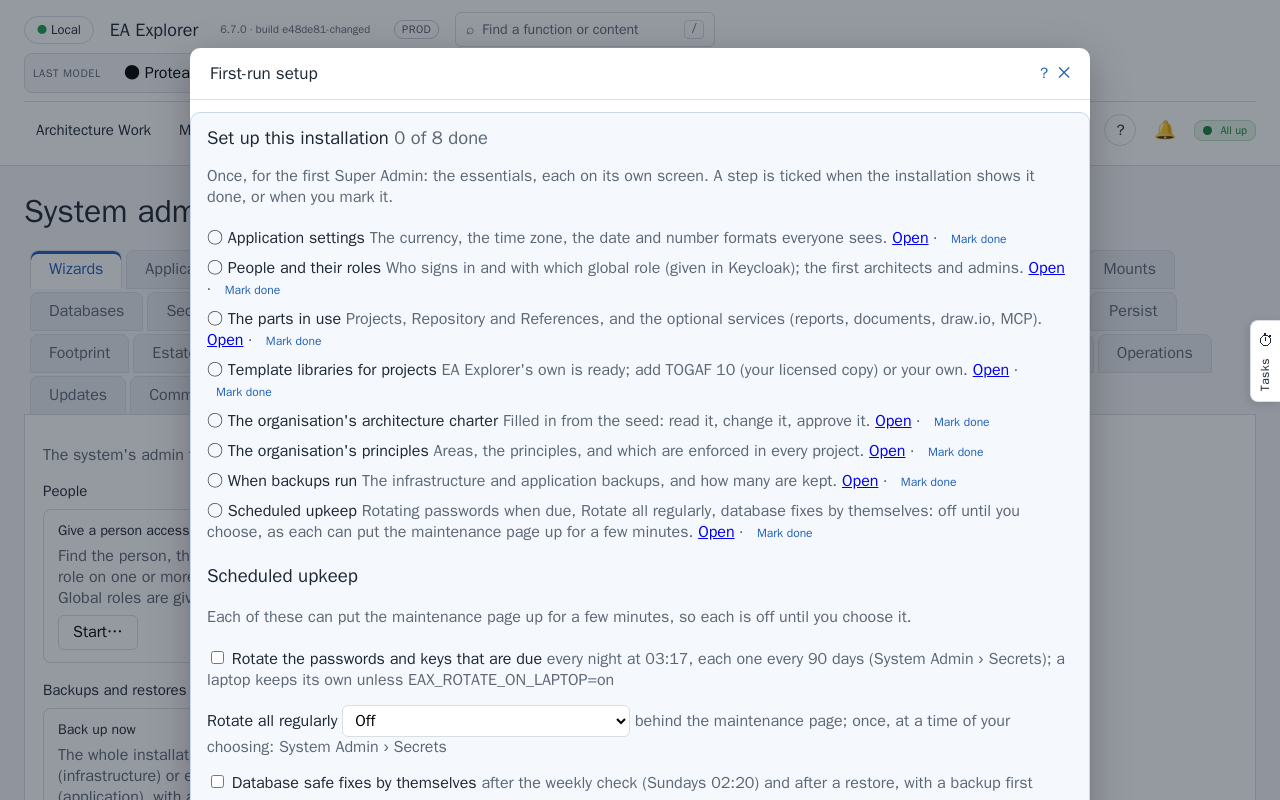 Local
EA Explorer
6.7.0 · build e48de81-changed
PROD
Find a function or content
/
LAST MODEL
Protea
First-run setup
?
Architecture Work
M
?
All up
Set up this installation 0 of 8 done
Once, for the first Super Admin: the essentials, each on its own screen. A step is ticked when the installation shows it
done, or when you mark it.
System adm
Wizards
Applica
Mounts
Databases
Sec
Persist
Footprint
Estat
Operations
Updates
Comm
Application settings The currency, the time zone, the date and number formats everyone sees. Open · Mark done
People and their roles Who signs in and with which global role (given in Keycloak); the first architects and admins. Open
· Mark done
The parts in use Projects, Repository and References, and the optional services (reports, documents, draw.io, MCP).
Open · Mark done
Template libraries for projects EA Explorer's own is ready; add TOGAF 10 (your licensed copy) or your own. Open ·
Mark done
The organisation's architecture charter Filled in from the seed: read it, change it, approve it. Open · Mark done
The organisation's principles Areas, the principles, and which are enforced in every project. Open · Mark done
When backups run The infrastructure and application backups, and how many are kept. Open · Mark done
Scheduled upkeep Rotating passwords when due, Rotate all regularly, database fixes by themselves: off until you
choose, as each can put the maintenance page up for a few minutes. Open · Mark done
Tasks
The system's admin
People
Give a person access
Find the person, th
role on one or more
Global roles are giv
Start···
Backups and restores
Back up now
The whole installat
(infrastructure) or e
(application), with a
Scheduled upkeep
Each of these can put the maintenance page up for a few minutes, so each is off until you choose it.
Rotate the passwords and keys that are due every night at 03:17, each one every 90 days (System Admin › Secrets); a
laptop keeps its own unless EAX_ROTATE_ON_LAPTOP=on
Rotate all regularly Off behind the maintenance page; once, at a time of your
choosing: System Admin › Secrets
Database safe fixes by themselves after the weekly check (Sundays 02:20) and after a restore, with a backup first